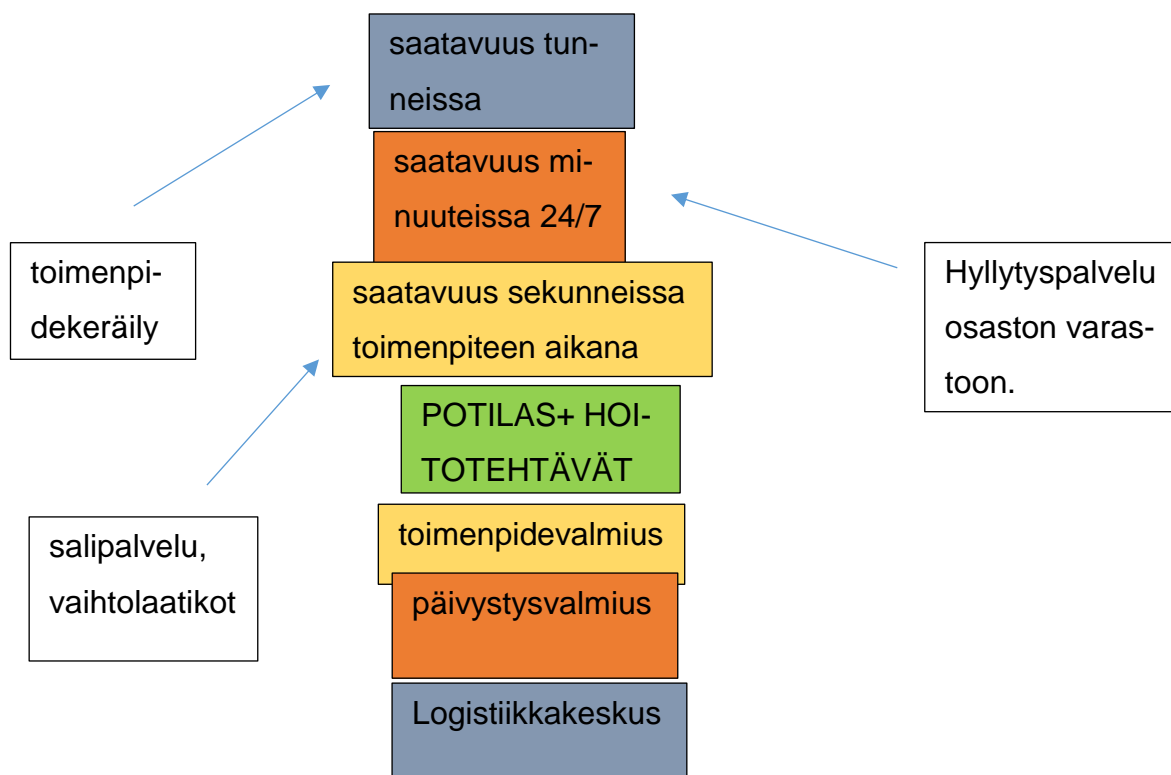 saatavuus tun-
neissa
saatavuus mi-
nuuteissa 24/7
toimenpi-
dekeräily
Hyllytyspalvelu
osaston varas-
toon.
saatavuus sekunneissa
toimenpiteen aikana
POTILAS+ HOI-
TOTEHTÄVÄT
salipalvelu,
vaihtolaatikot
toimenpidevalmius
päivystysvalmius
Logistiikkakeskus